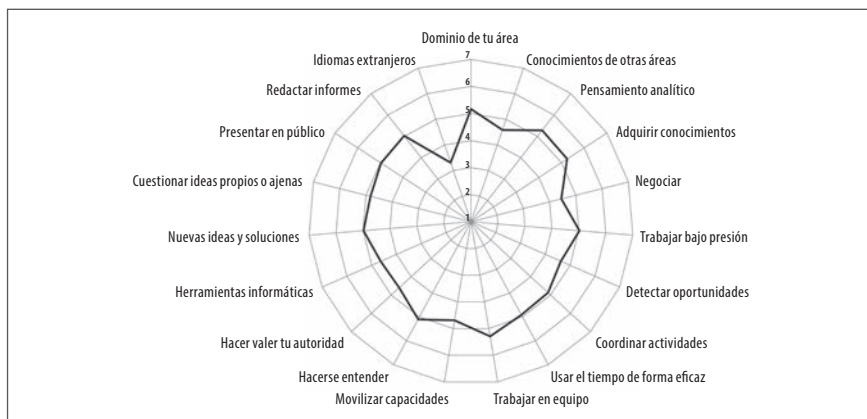 Dominio de tu área
Idiomas extranjeros
Conocimientos de otras áreas
Redactar informes
Pensamiento analítico
Presentar en público
Adquirir conocimientos
Cuestionar ideas propios o ajenas
Negociar
Nuevas ideas y soluciones
Trabajar bajo presión
Herramientas informáticas
Detectar oportunidades
Hacer valer tu autoridad
Coordinar actividades
Hacerse entender
Usar el tiempo de forma eficaz
Movilizar capacidades
Trabajar en equipo
7
6
5
4
3
2
1